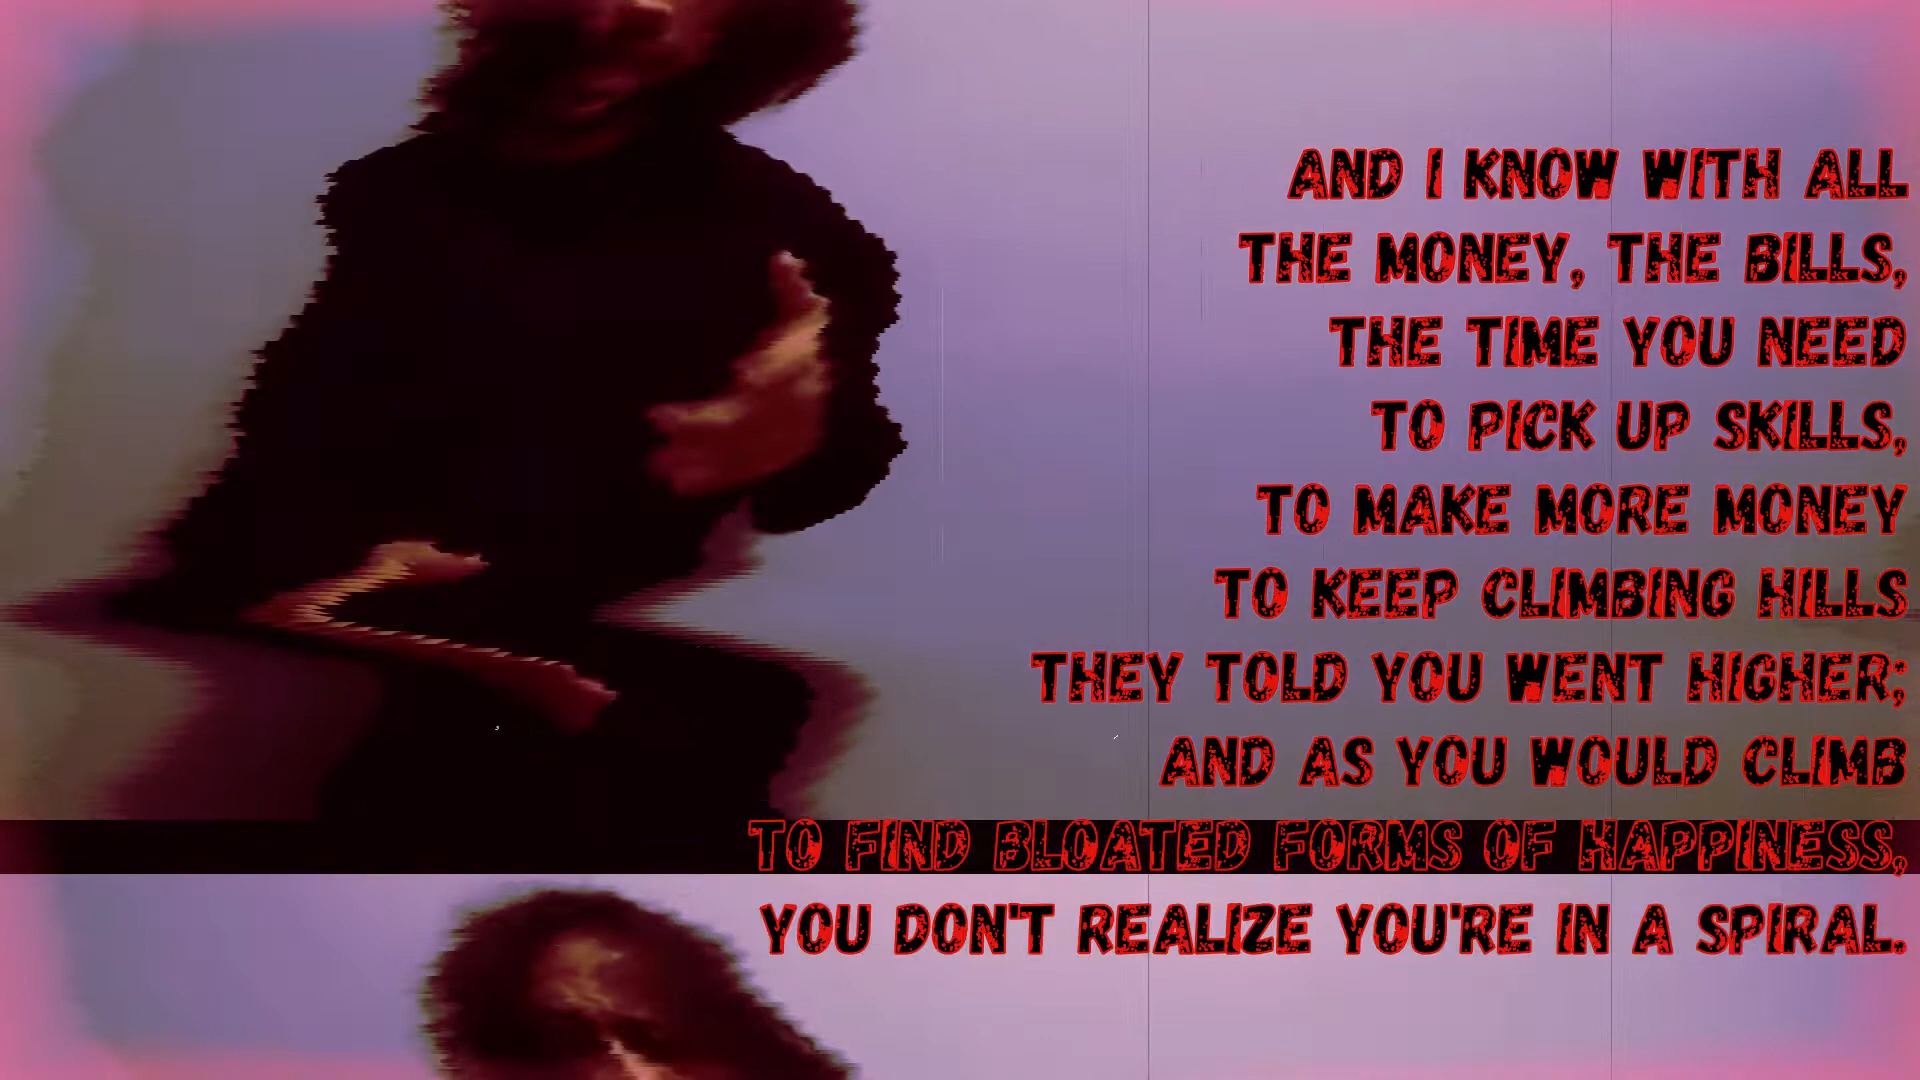 AND I KNOW WITH ALL
THE MONEY, THE BILLS,
THE TIME YOU NEED
TO PICK UP SKILLS,
TO MAKE MORE MONEY
TO KEEP CLIMBING HILLS
THEY TOLD YOU WENT HIGHER;
AND AS YOU WOULD CLIMB
TO FIND BLOATED FORMS OF HAPPINESS,
YOU DON'T REALIZE YOU'RE IN A SPIRAL.